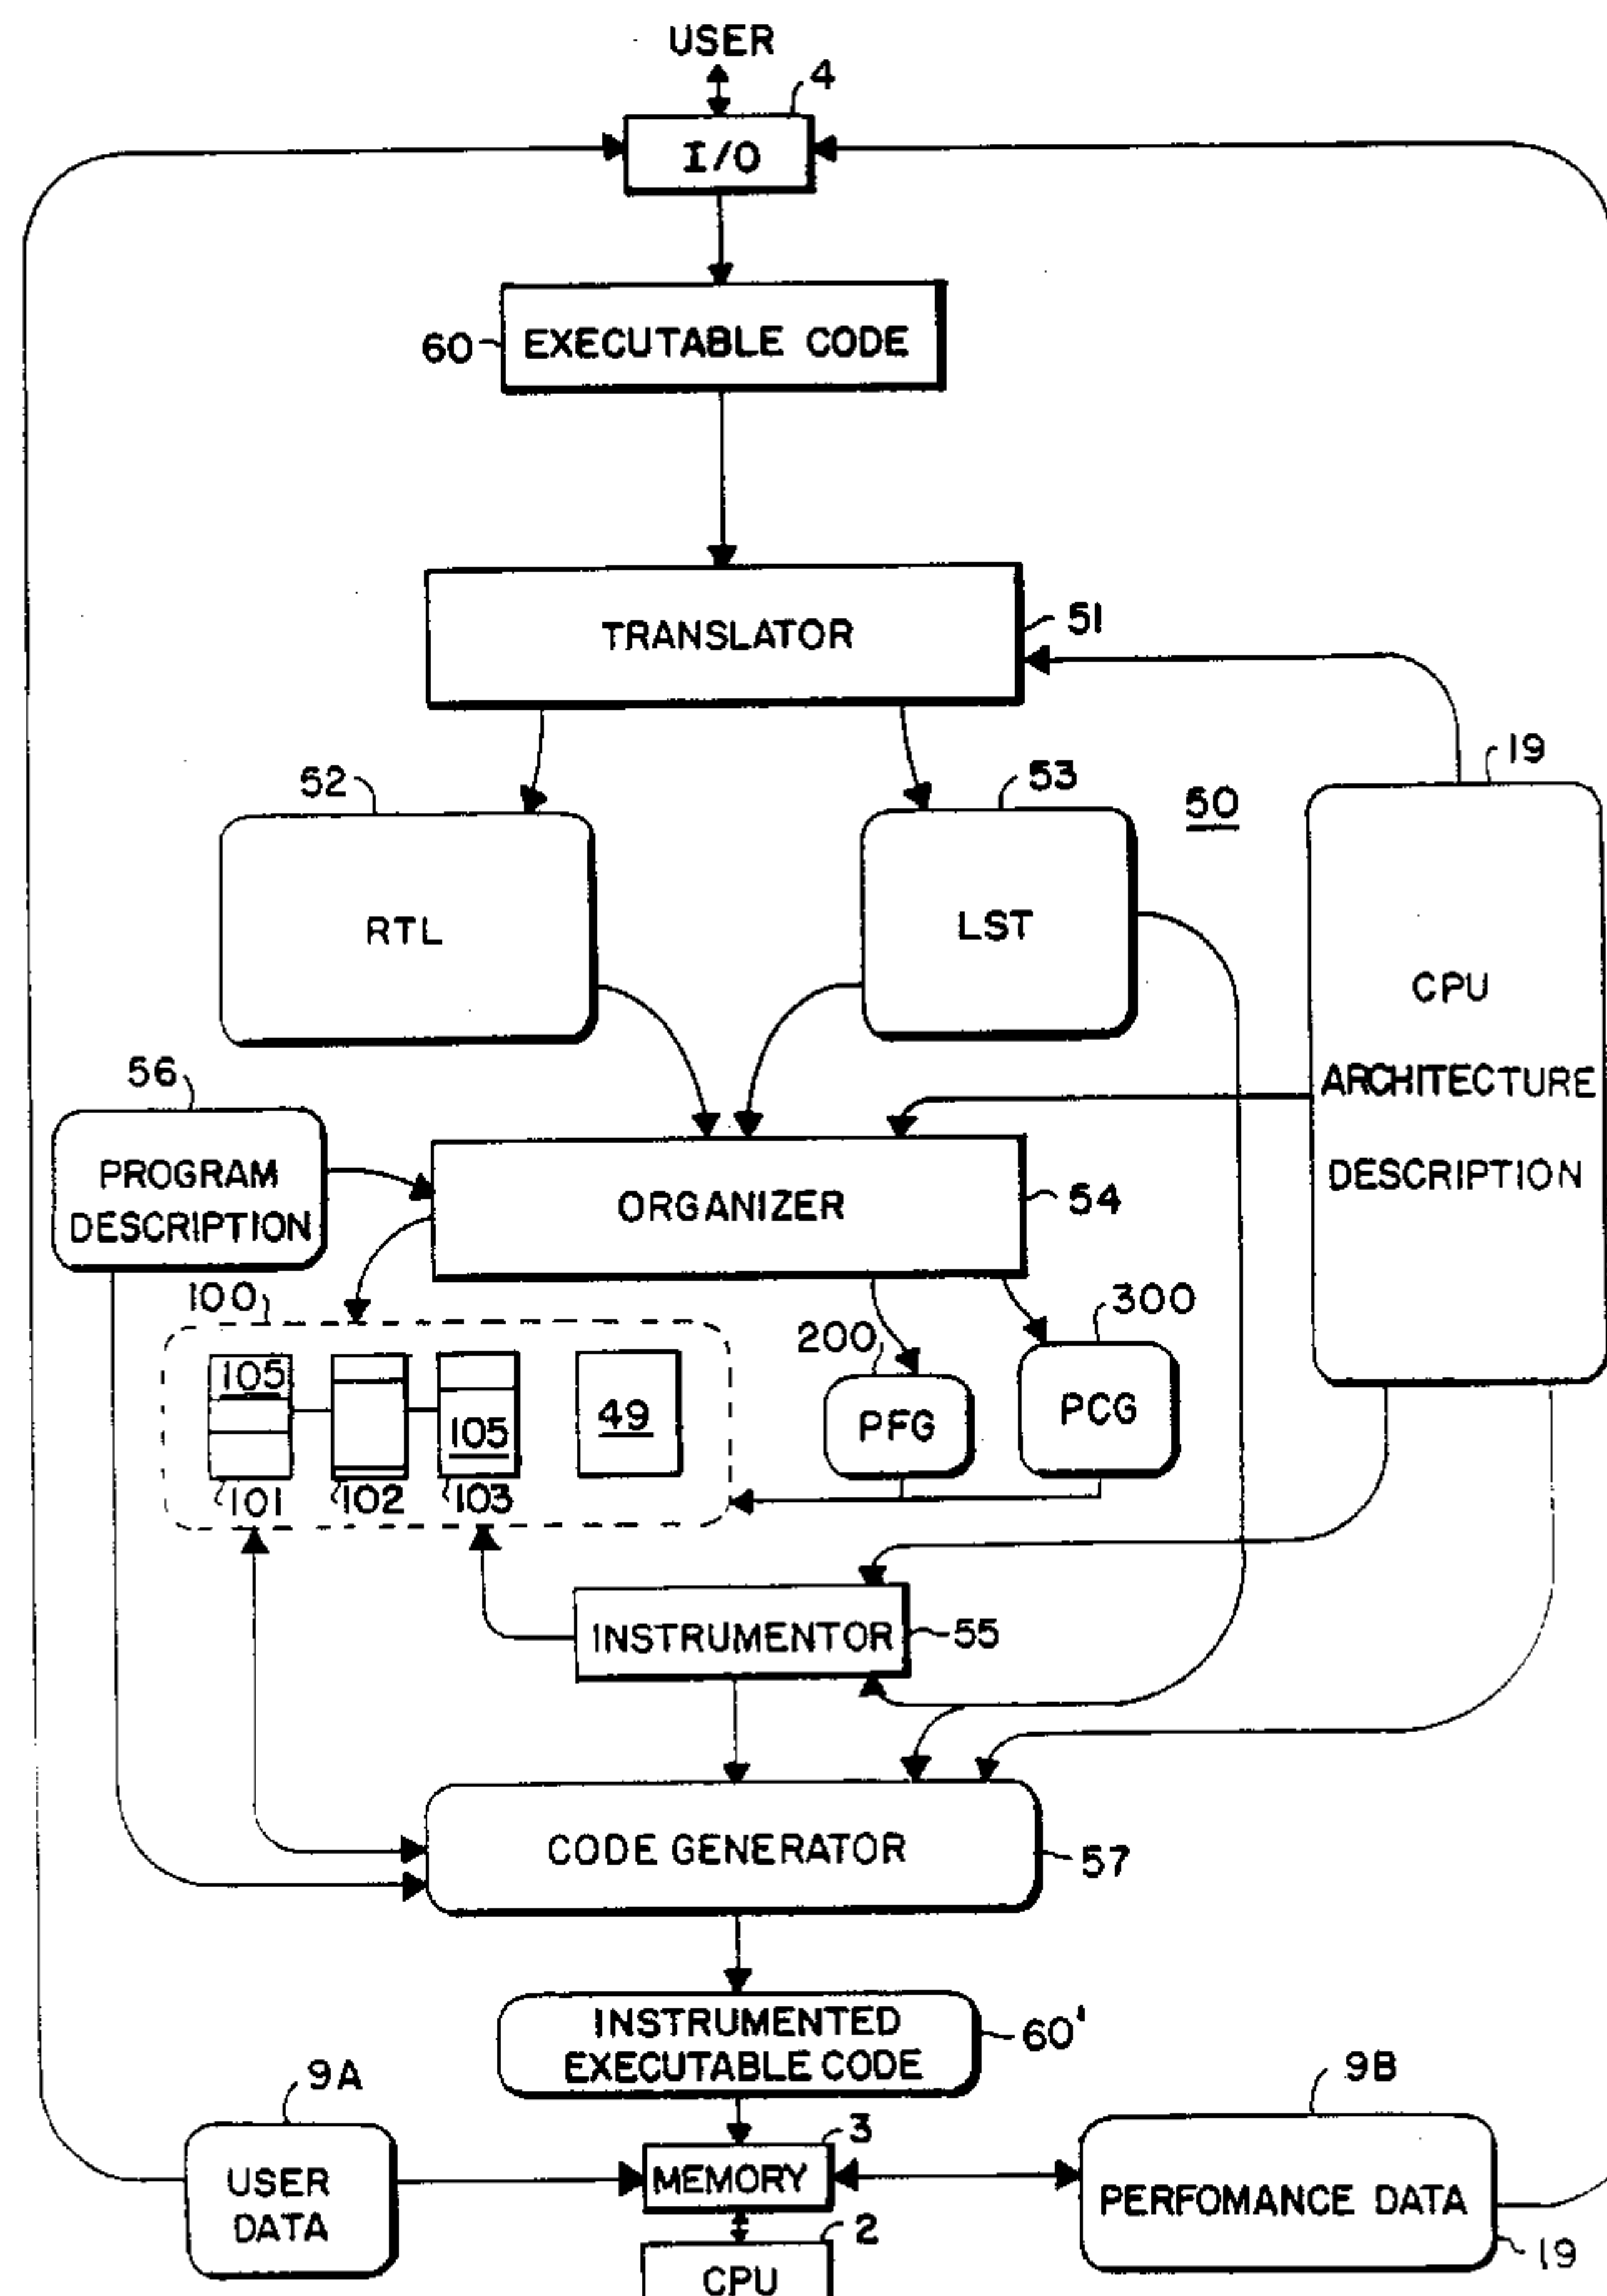 USER
4
I/O
60
EXECUTABLE CODE
TRANSLATOR
51
52
53
50
19
RTL
LST
CPU
ARCHITECTURE
DESCRIPTION
56
PROGRAM
DESCRIPTION
ORGANIZER
54
100
200
300
105
105
49
101
102
103
PFG
PCG
INSTRUMENTOR
55
CODE GENERATOR
57
INSTRUMENTED
EXECUTABLE CODE
60'
9A
USER
DATA
3
MEMORY
2
CPU
9B
PERFOMANCE DATA
19